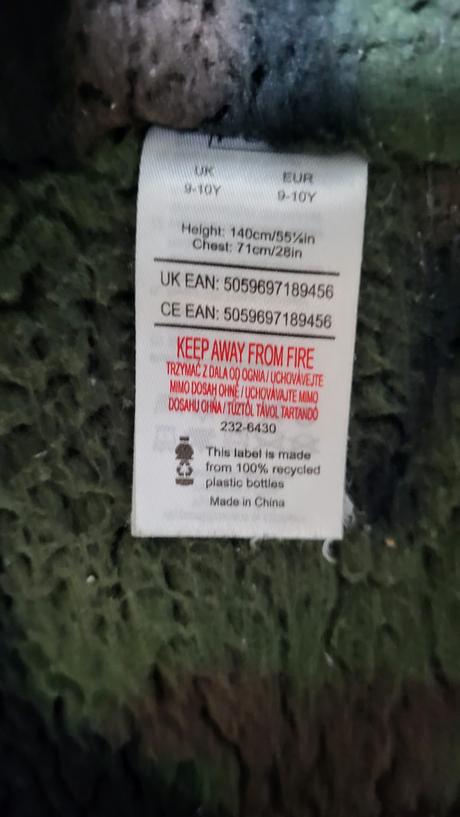 UK EUR
9-10Y 9-10Y
Height: 140cm/55¼in
Chest: 71cm/28in
UK EAN: 5059697189456
CE EAN: 5059697189456
KEEP AWAY FROM FIRE
TRZYMAĆ Z DALA OD OGNIA / UCHOVÁVEJTE
MIMO DOSAH OHNĚ / UCHOVÁVAJTE MIMO
DOSAHU OHŇA / TŰZTŐL TÁVOL TARTANDÓ
232-6430
This label is made
from 100% recycled
plastic bottles
Made in China